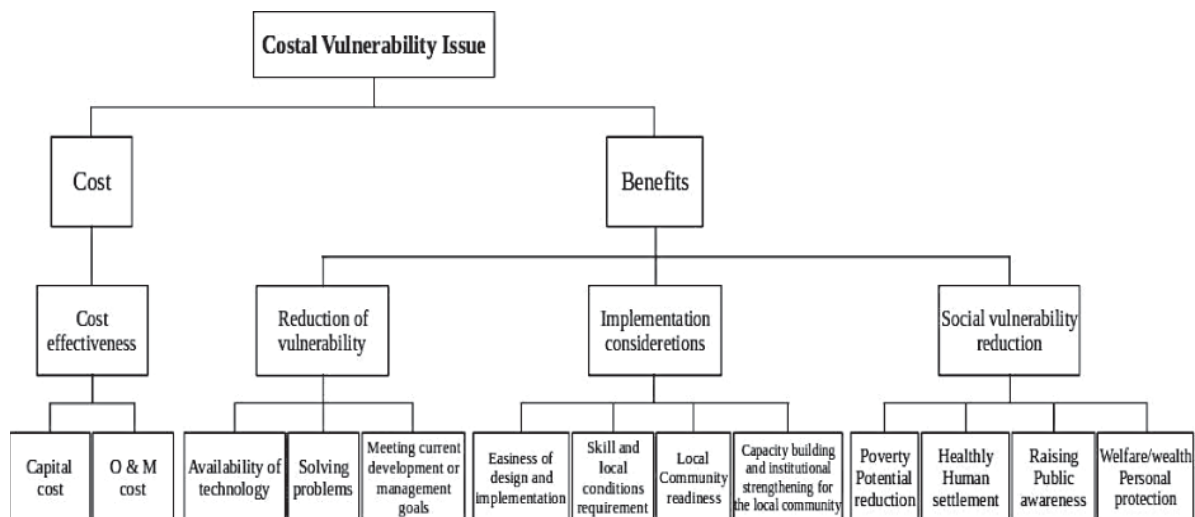 Costal Vulnerability Issue
Cost
Benefits
Cost
effectiveness
Reduction of
vulnerability
Implementation
consideretions
Social vulnerability
reduction
Capital
cost
O & M
cost
Availability of
technology
Solving
problems
Meeting current
development or
management
goals
Easiness of
design and
implementation
Skill and
local
conditions
requirement
Local
Community
readiness
Capacity building
and institutional
strengthening for
the local community
Poverty
Potential
reduction
Healthly
Human
settlement
Raising
Public
awareness
Welfare/wealth
Personal
protection